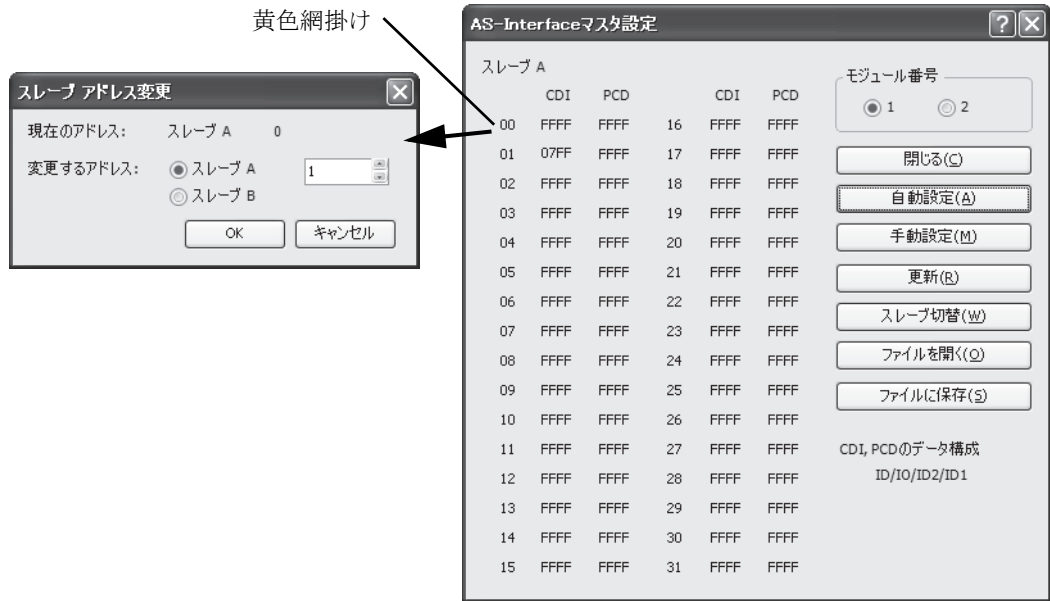 黄色網掛け
スレーブ アドレス変更
現在のアドレス: スレーブ A 0
変更するアドレス: スレーブ A 1
スレーブ B
OK キャンセル
AS-Interfaceマスタ設定
スレーブ A
CDI PCD CDI PCD
00 FFFF FFFF 16 FFFF FFFF
01 07FF FFFF 17 FFFF FFFF
02 FFFF FFFF 18 FFFF FFFF
03 FFFF FFFF 19 FFFF FFFF
04 FFFF FFFF 20 FFFF FFFF
05 FFFF FFFF 21 FFFF FFFF
06 FFFF FFFF 22 FFFF FFFF
07 FFFF FFFF 23 FFFF FFFF
08 FFFF FFFF 24 FFFF FFFF
09 FFFF FFFF 25 FFFF FFFF
10 FFFF FFFF 26 FFFF FFFF
11 FFFF FFFF 27 FFFF FFFF
12 FFFF FFFF 28 FFFF FFFF
13 FFFF FFFF 29 FFFF FFFF
14 FFFF FFFF 30 FFFF FFFF
15 FFFF FFFF 31 FFFF FFFF
モジュール番号
1 2
閉じる(C)
自動設定(A)
手動設定(M)
更新(R)
スレーブ切替(W)
ファイルを開く(O)
ファイルに保存(S)
CDI, PCDのデータ構成
ID/IO/ID2/ID1